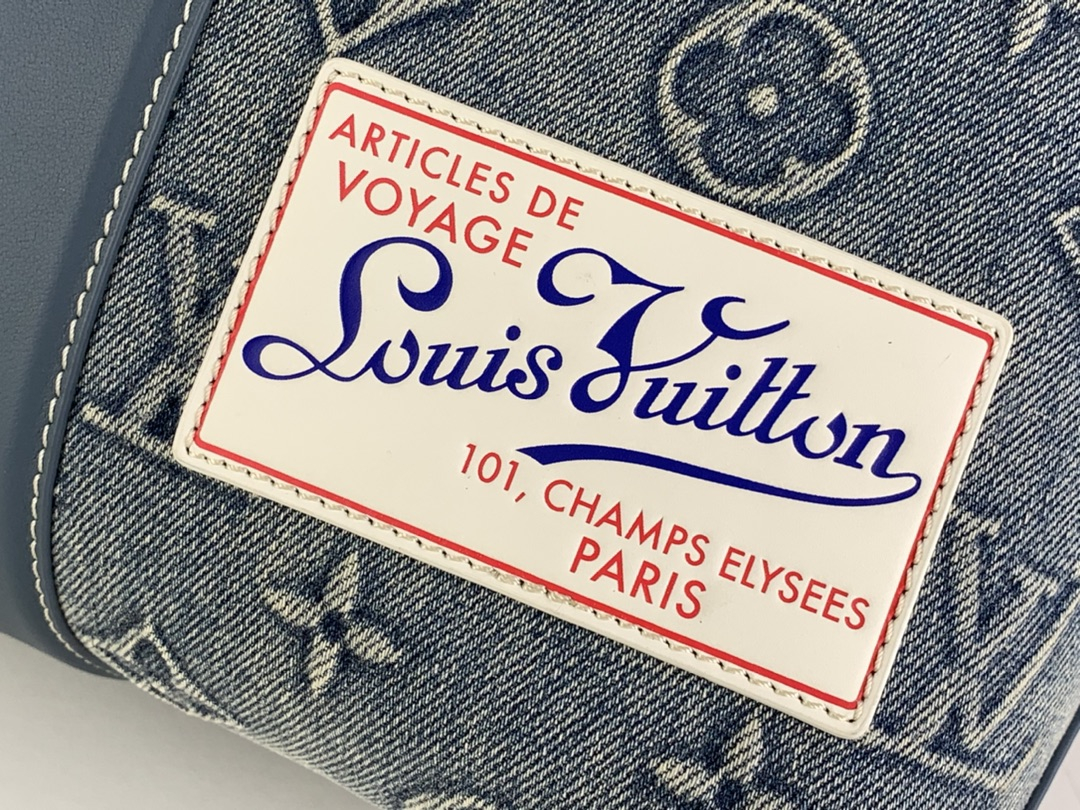 ARTICLES DE
VOYAGE
Louis Vuitton
101, CHAMPS ELYSEES
PARIS